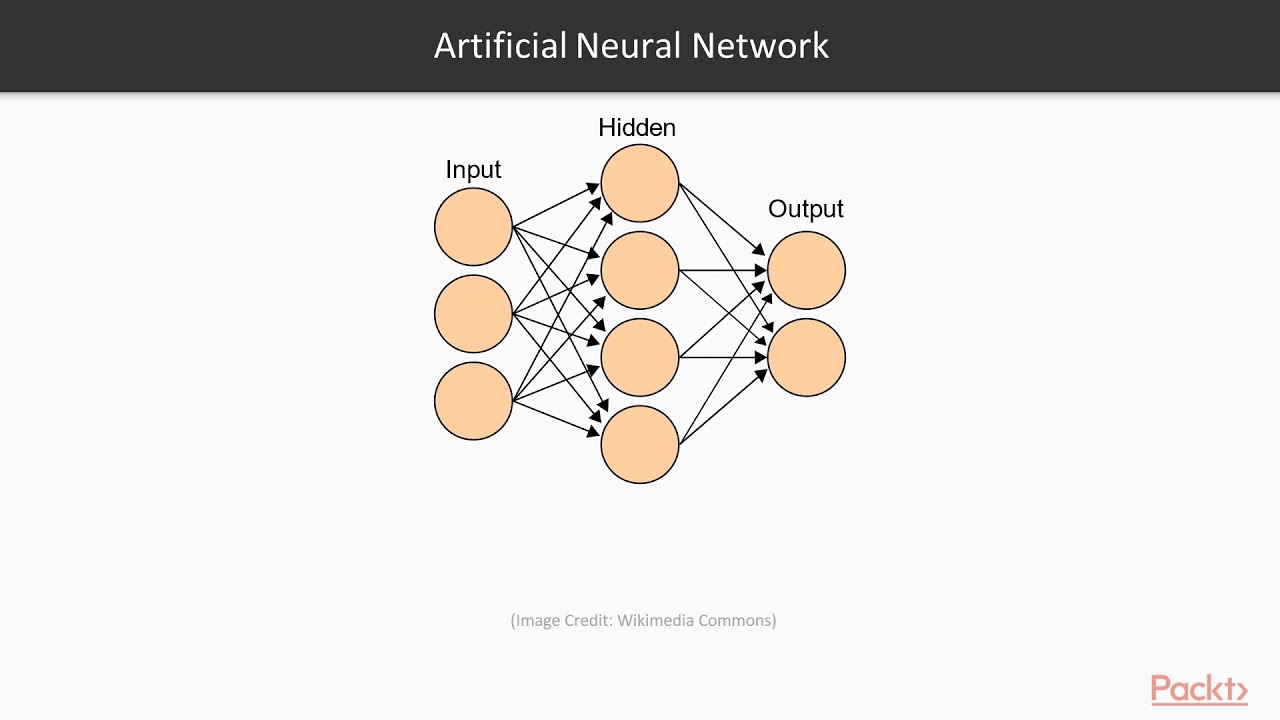 Artificial Neural Network
Hidden
Input
Output
(Image Credit: Wikimedia Commons)
Packt>